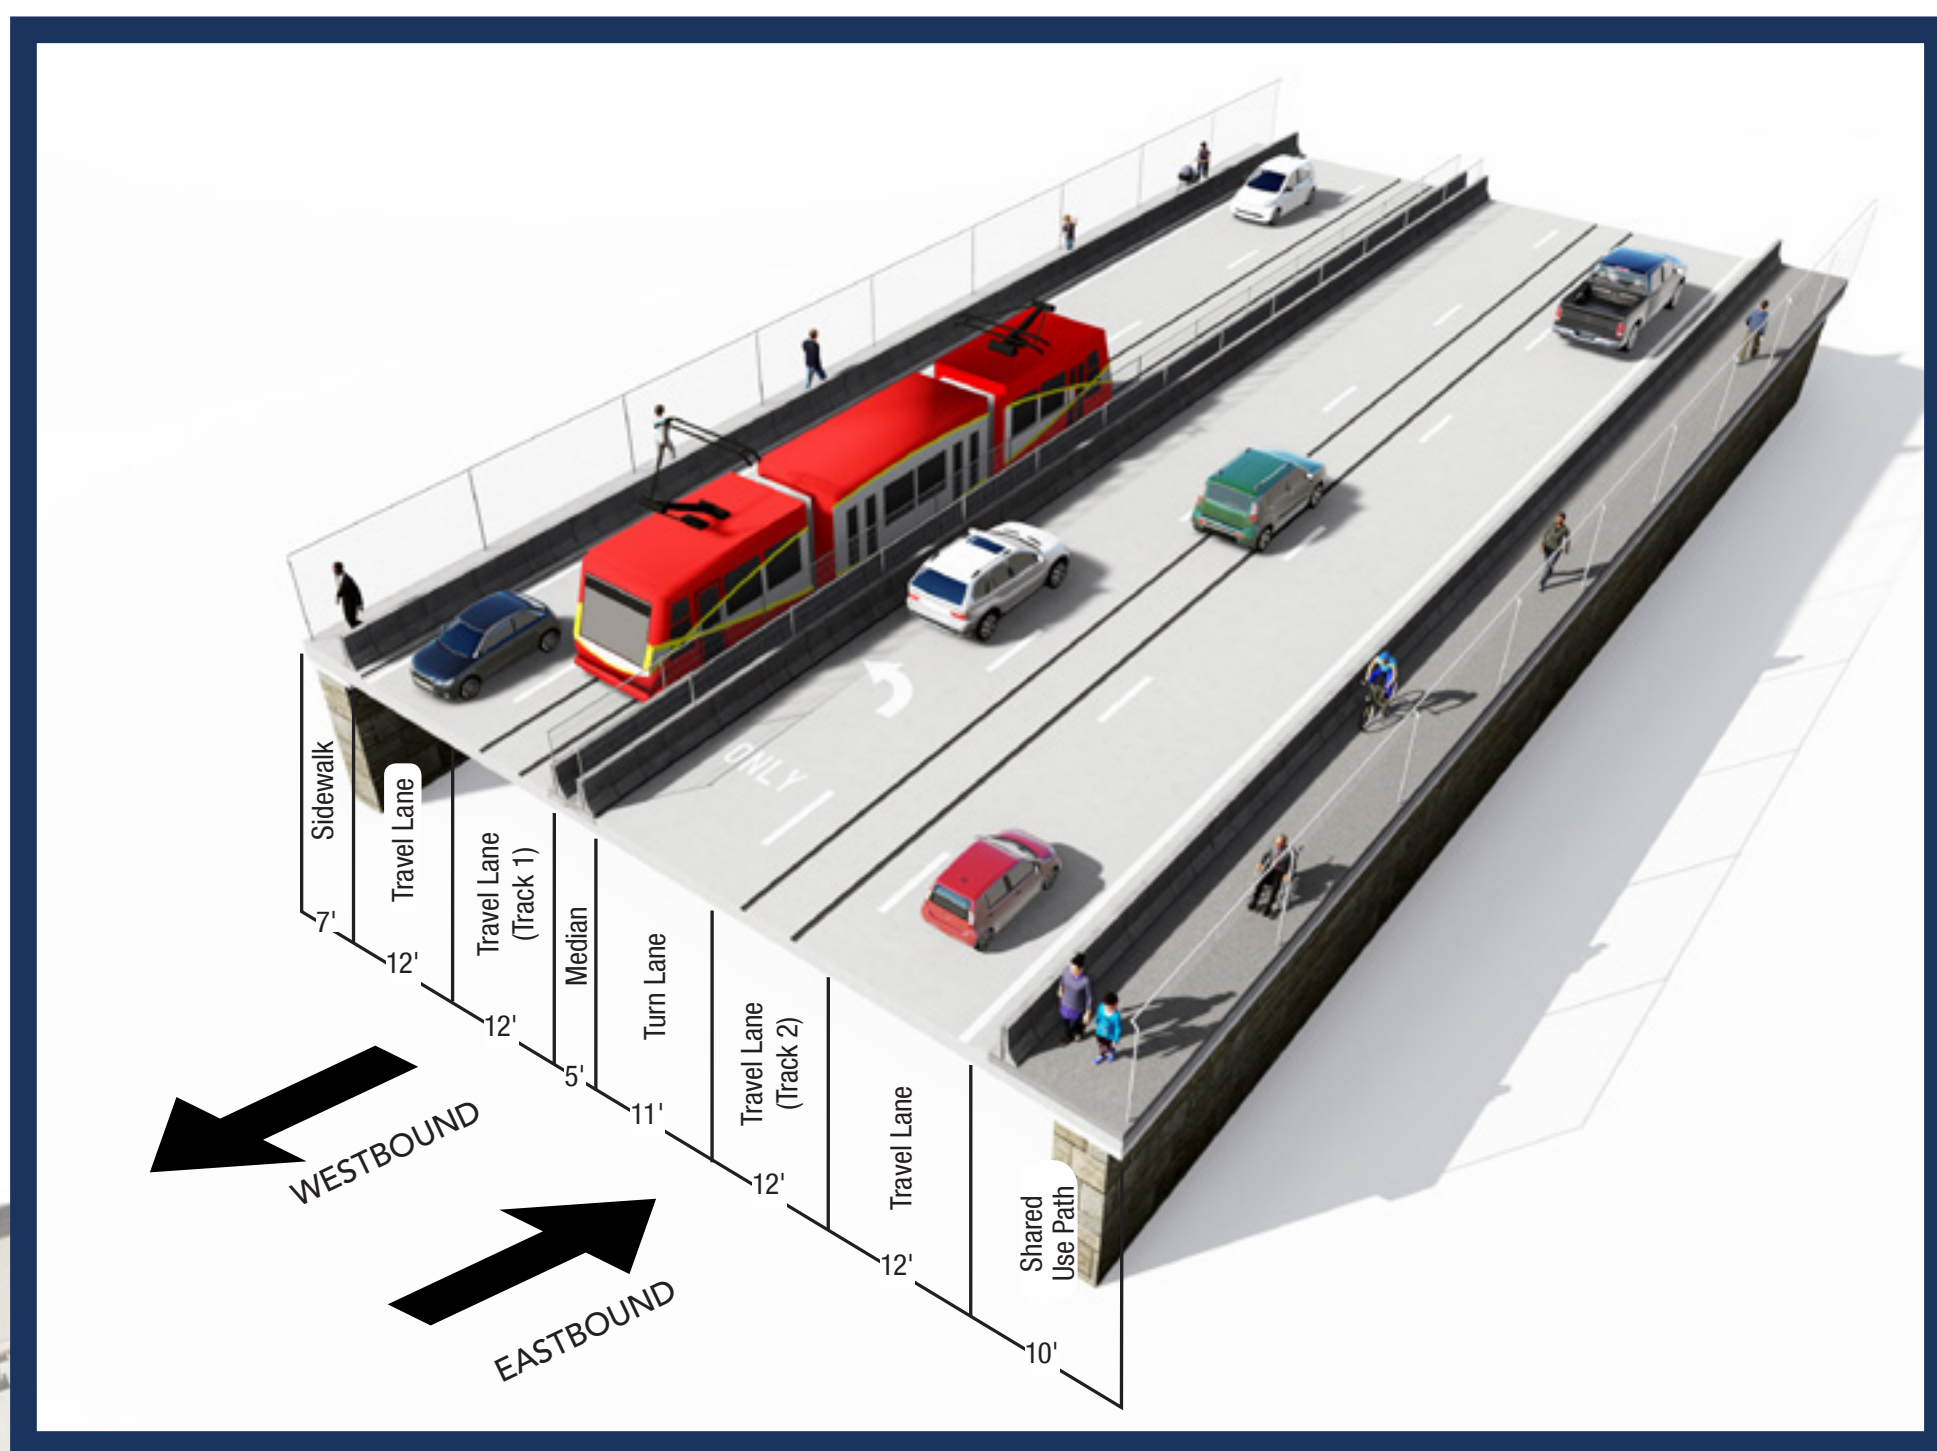 ONLY
Sidewalk
Travel Lane
Travel Lane
(Track 1)
Median
Turn Lane
Travel Lane
(Track 2)
Travel Lane
Shared
Use Path
7'
12'
12'
5'
11'
12'
12'
10'
WESTBOUND
EASTBOUND